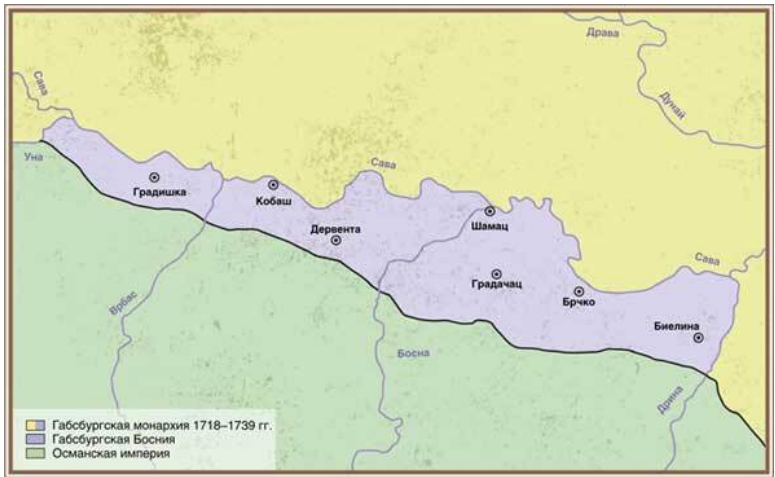 Драва
Дунай
Сава
Уна
Сава
Градишка
Кобаш
Дервента
Шамац
Градачац
Брчко
Сава
Биелина
Врбас
Босна
Дрина
Габсбургская монархия 1718–1739 гг.
Габсбургская Босния
Османская империя